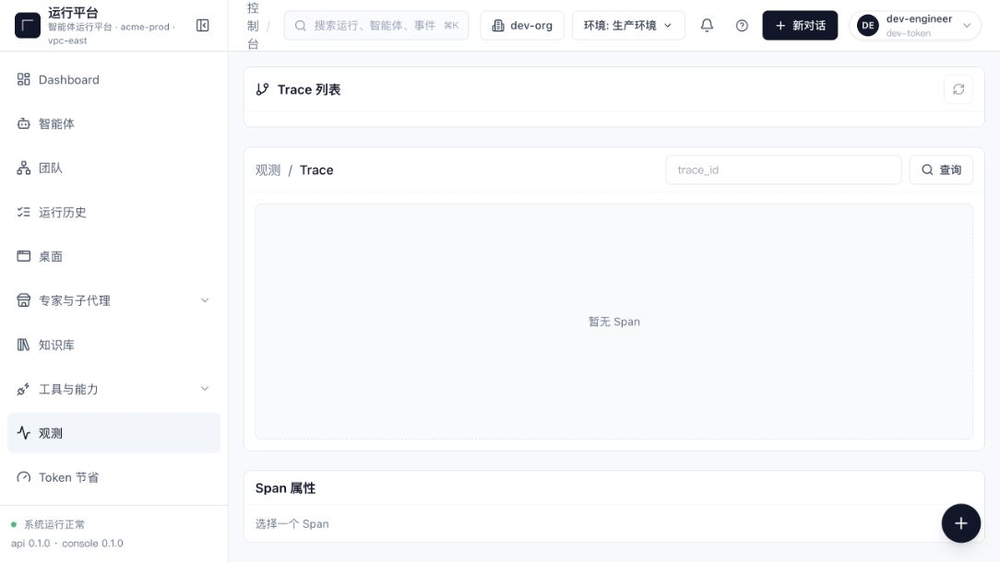 运行平台
智能体运行平台 · acme-prod ·
vpc-east
控
制
台
/
搜索运行、智能体、事件 ⌘K
dev-org
环境: 生产环境
新对话
DE
dev-engineer
dev-token
Dashboard
智能体
团队
运行历史
桌面
专家与子代理
知识库
工具与能力
观测
Token 节省
系统运行正常
api 0.1.0 · console 0.1.0
Trace 列表
观测 / Trace
trace_id
查询
暂无 Span
Span 属性
选择一个 Span